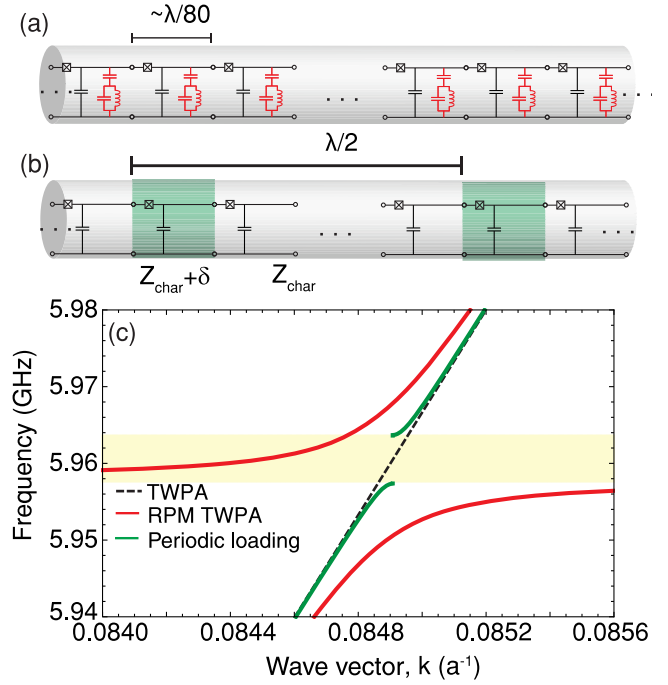 (a)
~λ/80
. . .
. . .
. . .
(b)
λ/2
. . .
. . .
. . .
Z_char+δ
Z_char
(c)
5.98
5.97
5.96
5.95
5.94
Frequency (GHz)
TWPA
RPM TWPA
Periodic loading
0.0840 0.0844 0.0848 0.0852 0.0856
Wave vector, k (a⁻¹)